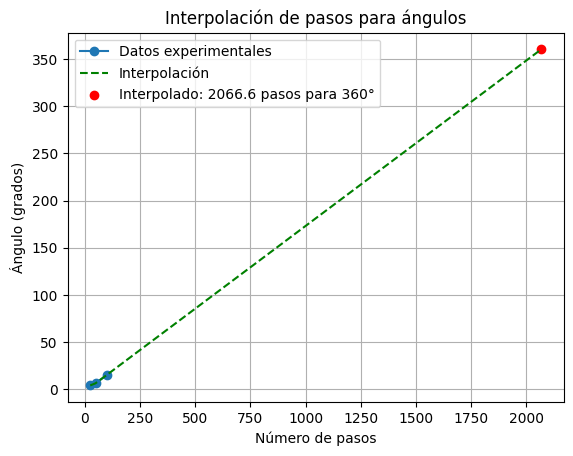 Interpolación de pasos para ángulos
Datos experimentales
Interpolación
Interpolado: 2066.6 pasos para 360°
Ángulo (grados)
350
300
250
200
150
100
50
0
0 250 500 750 1000 1250 1500 1750 2000
Número de pasos